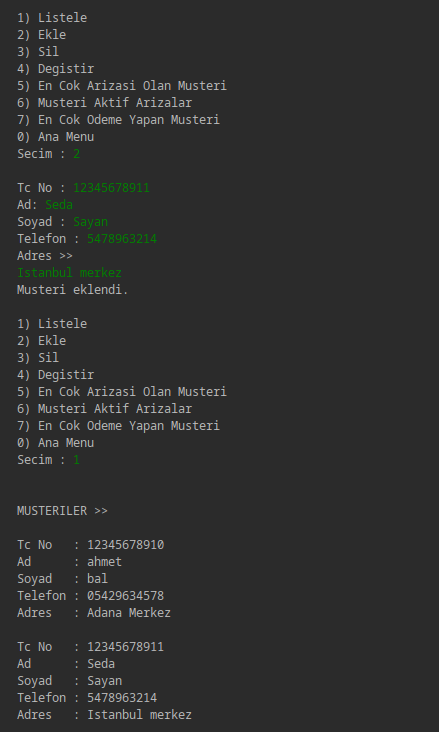 1) Listele
2) Ekle
3) Sil
4) Degistir
5) En Cok Arizasi Olan Musteri
6) Musteri Aktif Arizalar
7) En Cok Odeme Yapan Musteri
0) Ana Menu
Secim : 2

Tc No : 12345678911
Ad: Seda
Soyad : Sayan
Telefon : 5478963214
Adres >>
Istanbul merkez
Musteri eklendi.

1) Listele
2) Ekle
3) Sil
4) Degistir
5) En Cok Arizasi Olan Musteri
6) Musteri Aktif Arizalar
7) En Cok Odeme Yapan Musteri
0) Ana Menu
Secim : 1

MUSTERILER >>

Tc No   : 12345678910
Ad      : ahmet
Soyad   : bal
Telefon : 05429634578
Adres   : Adana Merkez

Tc No   : 12345678911
Ad      : Seda
Soyad   : Sayan
Telefon : 5478963214
Adres   : Istanbul merkez